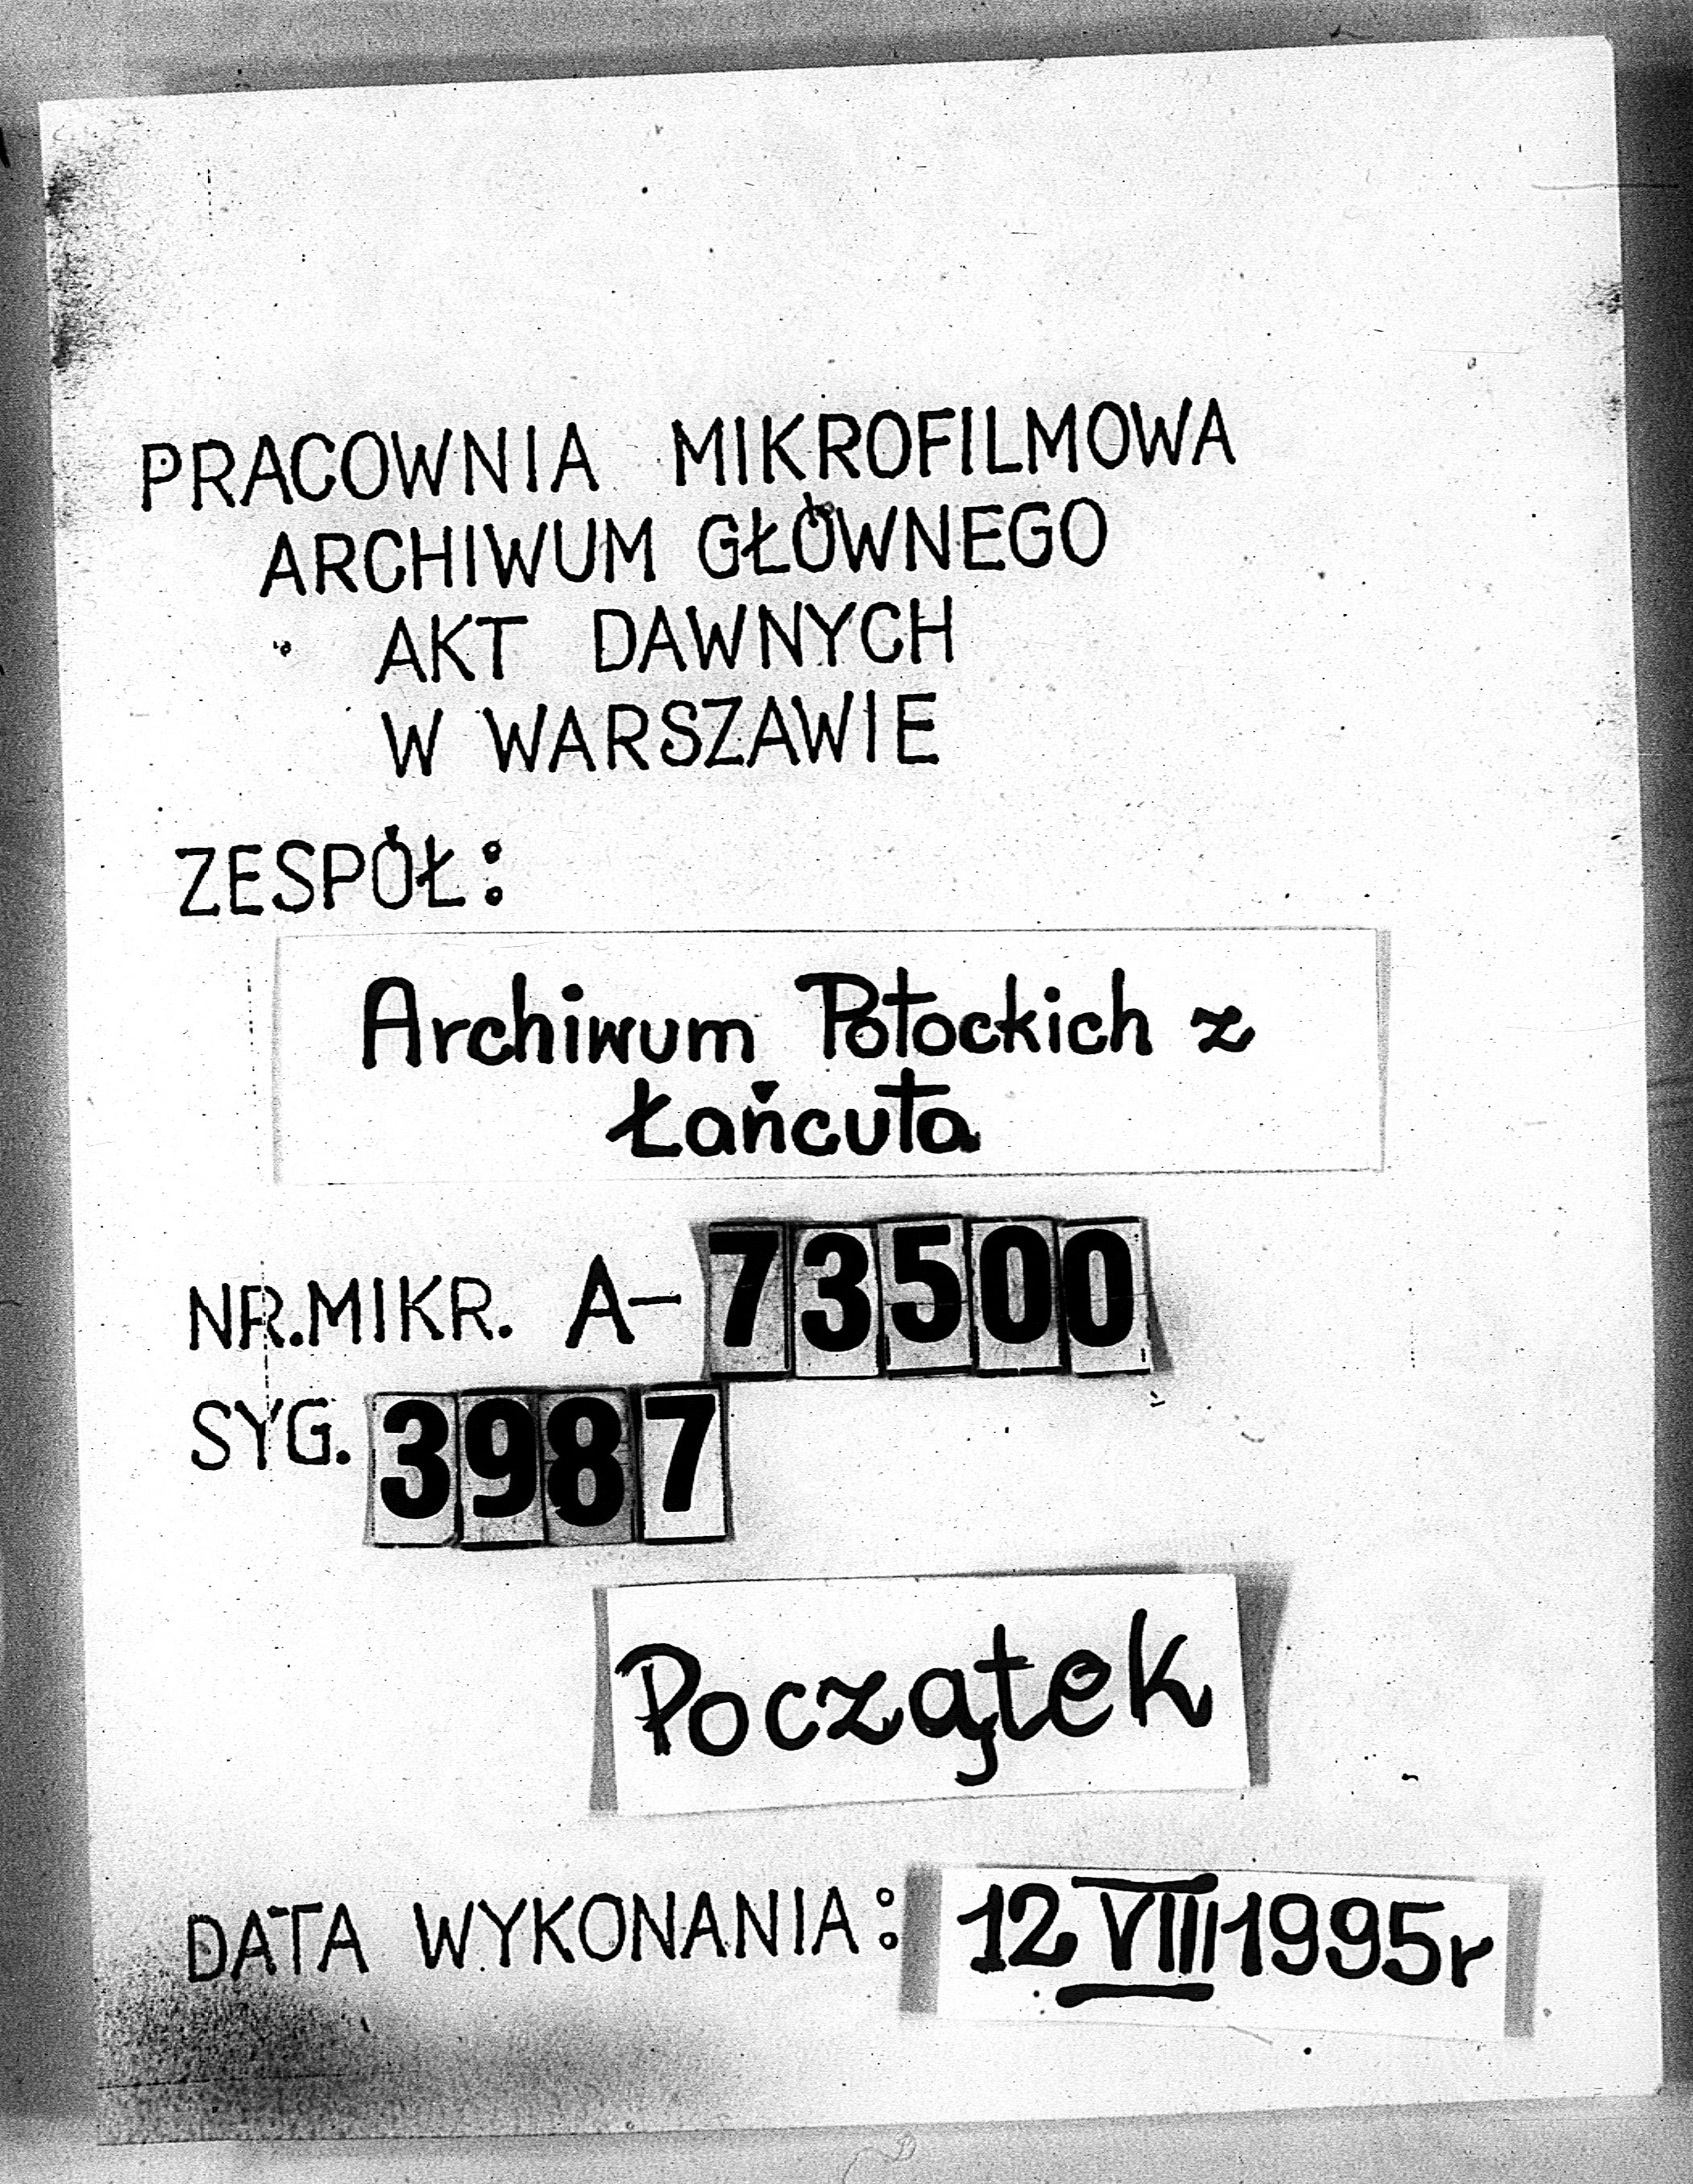 PRACOWNIA MIKROFILMOWA
ARCHIWUM GŁÓWNEGO
AKT DAWNYCH
W WARSZAWIE
ZESPÓŁ:
Archiwum Potockich z
Łańcuta
NR.MIKR. A-73500
SYG. 3987
Początek
DATA WYKONANIA: 12 VIII 1995r